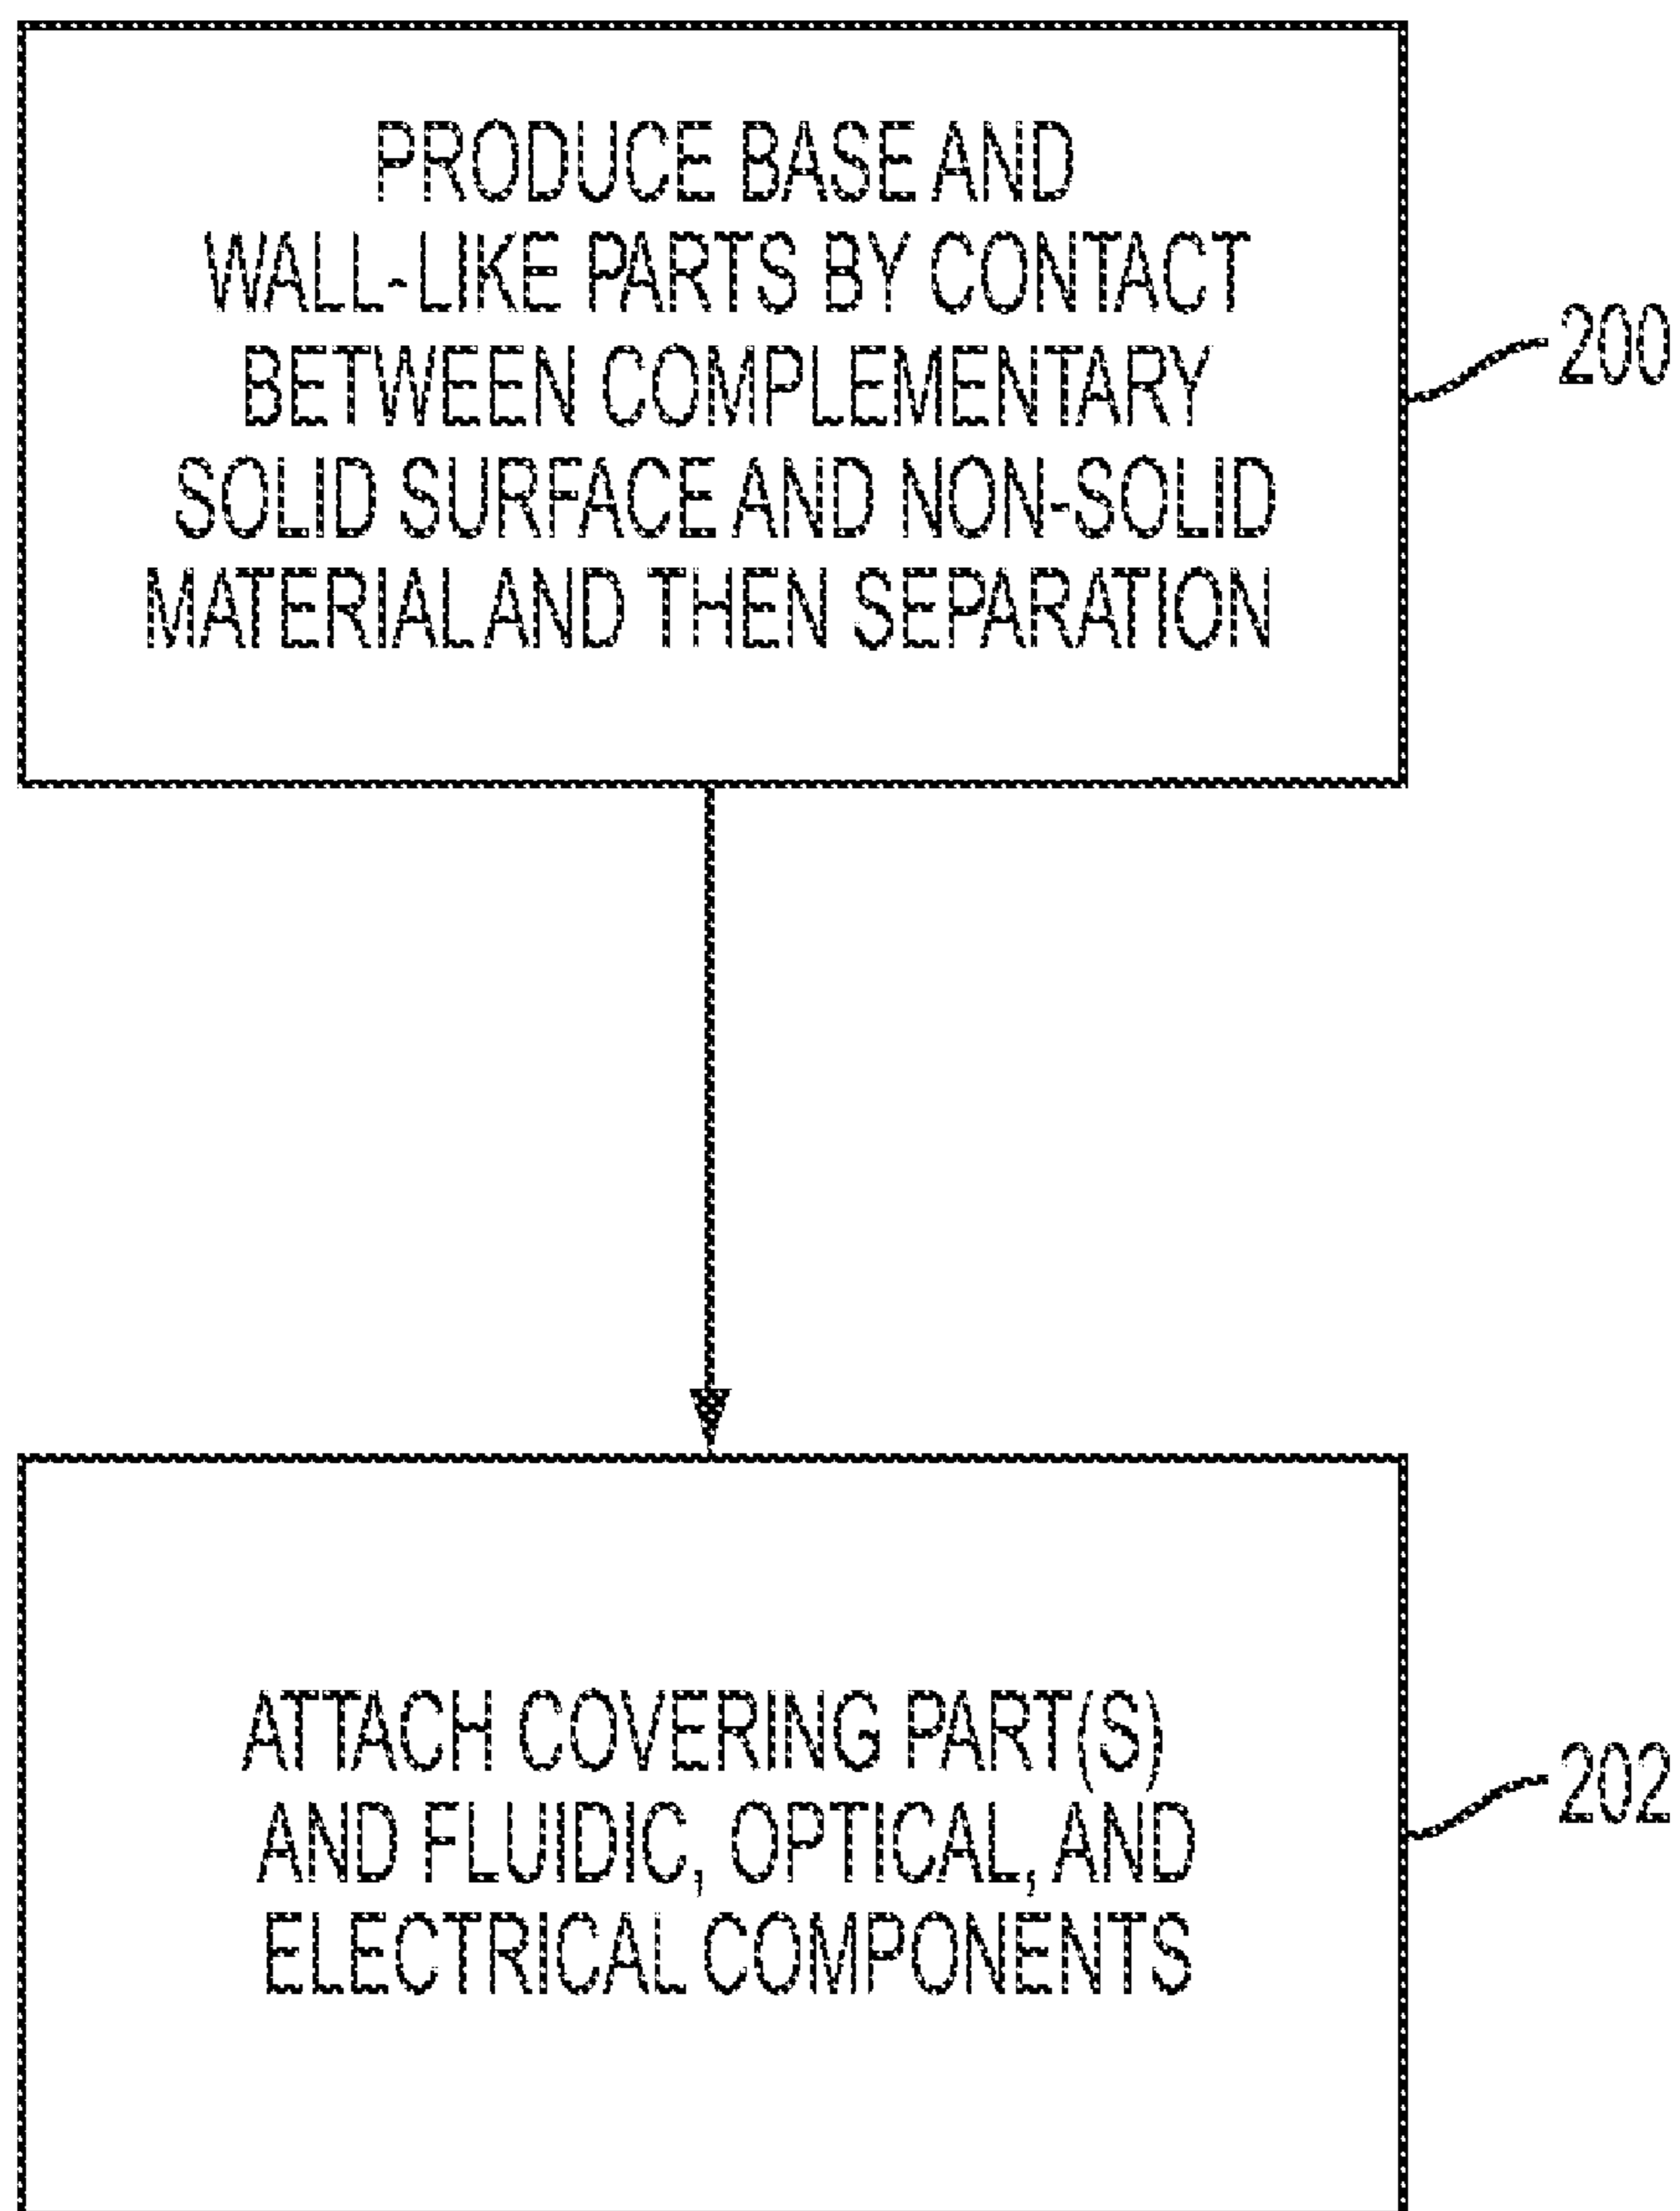 PRODUCE BASE AND
WALL-LIKE PARTS BY CONTACT
BETWEEN COMPLEMENTARY
SOLID SURFACE AND NON-SOLID
MATERIAL AND THEN SEPARATION
200
ATTACH COVERING PART(S)
AND FLUIDIC, OPTICAL, AND
ELECTRICAL COMPONENTS
202